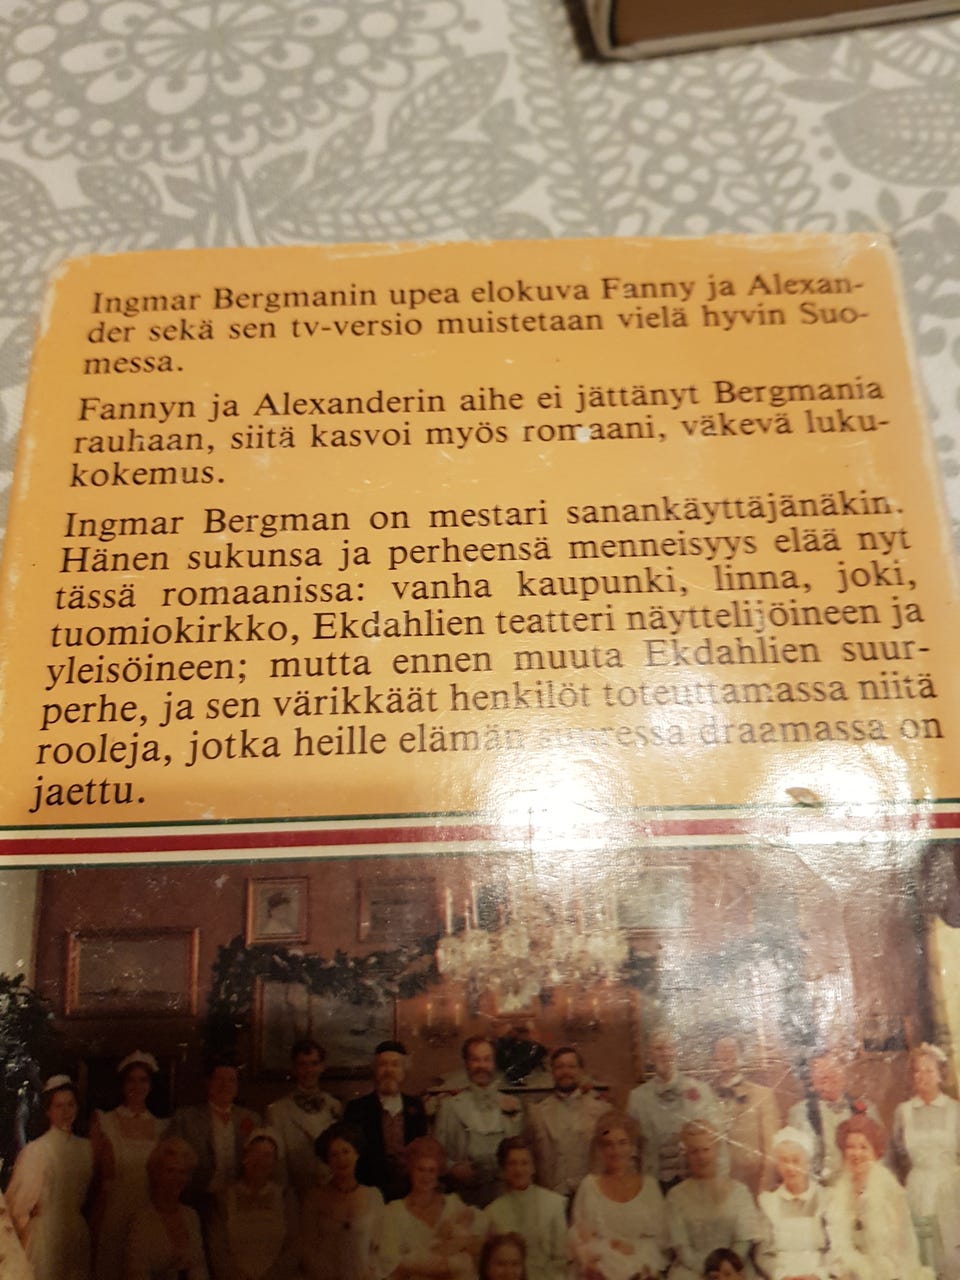 Ingmar Bergmanin upea elokuva Fanny ja Alexan-
der sekä sen tv-versio muistetaan vielä hyvin Suo-
messa.
Fannyn ja Alexanderin aihe ei jättänyt Bergmania
rauhaan, siitä kasvoi myös romaani, väkevä luku-
kokemus.
Ingmar Bergman on mestari sanankäyttäjänäkin.
Hänen sukunsa ja perheensä menneisyys elää nyt
tässä romaanissa: vanha kaupunki, linna, joki,
tuomiokirkko, Ekdahlien teatteri näyttelijöineen ja
yleisöineen; mutta ennen muuta Ekdahlien suur-
perhe, ja sen värikkäät henkilöt toteuttamassa niitä
rooleja, jotka heille elämän suuressa draamassa on
jaettu.